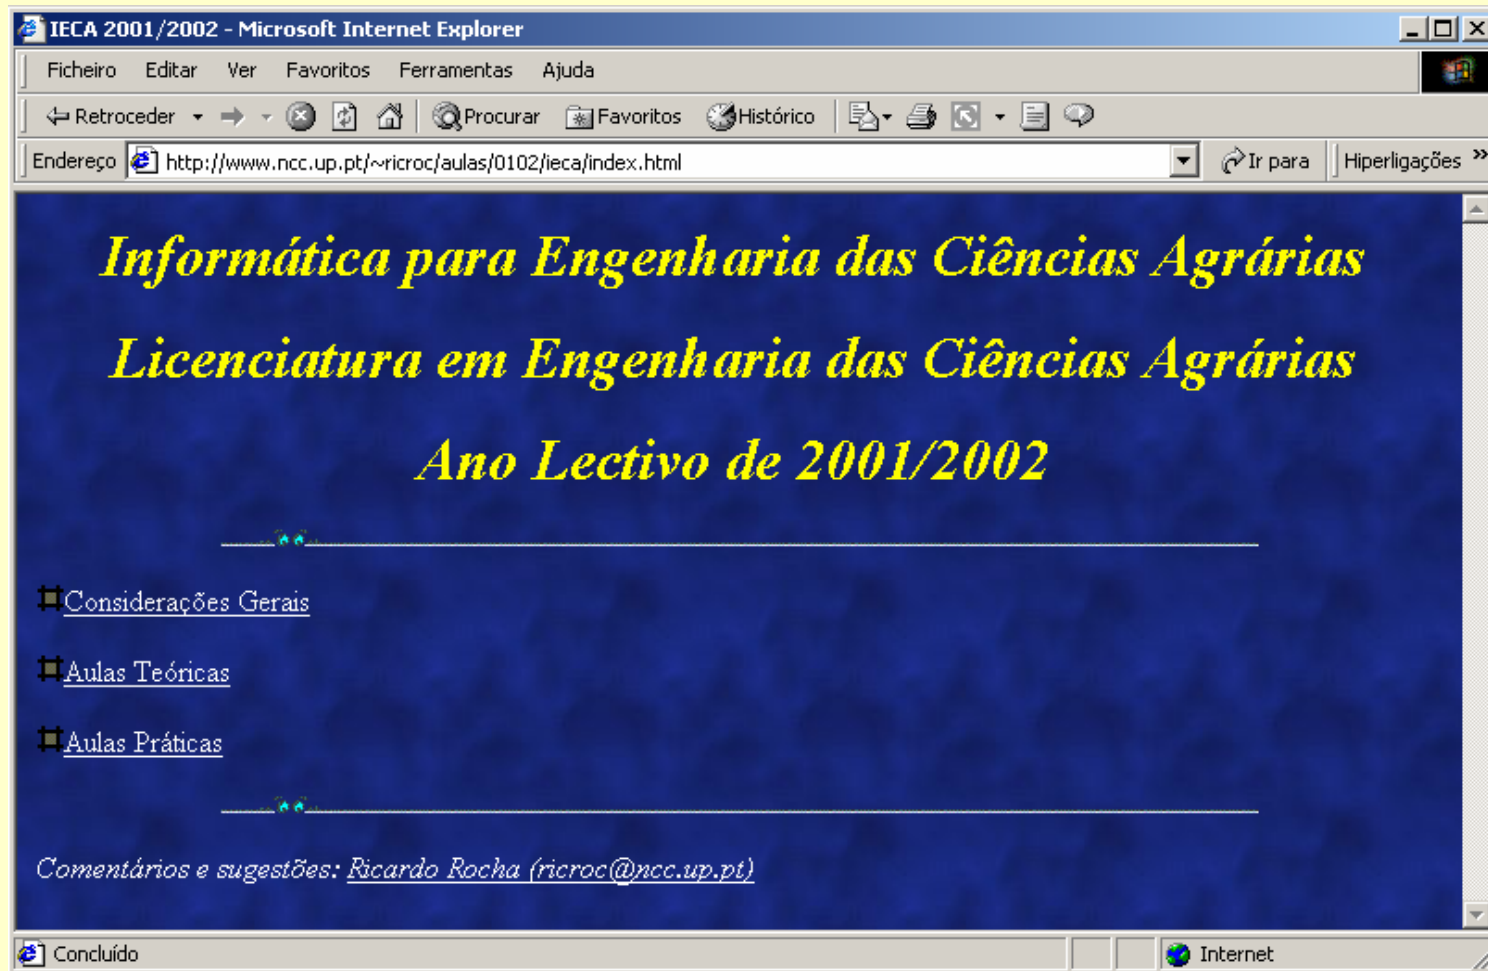 IECA 2001/2002 - Microsoft Internet Explorer
Ficheiro Editar Ver Favoritos Ferramentas Ajuda
Retroceder Procurar Favoritos Histórico
Endereço http://www.ncc.up.pt/~ricroc/aulas/0102/ieca/index.html Ir para Hiperligações »
Informática para Engenharia das Ciências Agrárias
Licenciatura em Engenharia das Ciências Agrárias
Ano Lectivo de 2001/2002
Considerações Gerais
Aulas Teóricas
Aulas Práticas
Comentários e sugestões: Ricardo Rocha (ricroc@ncc.up.pt)
Concluído Internet